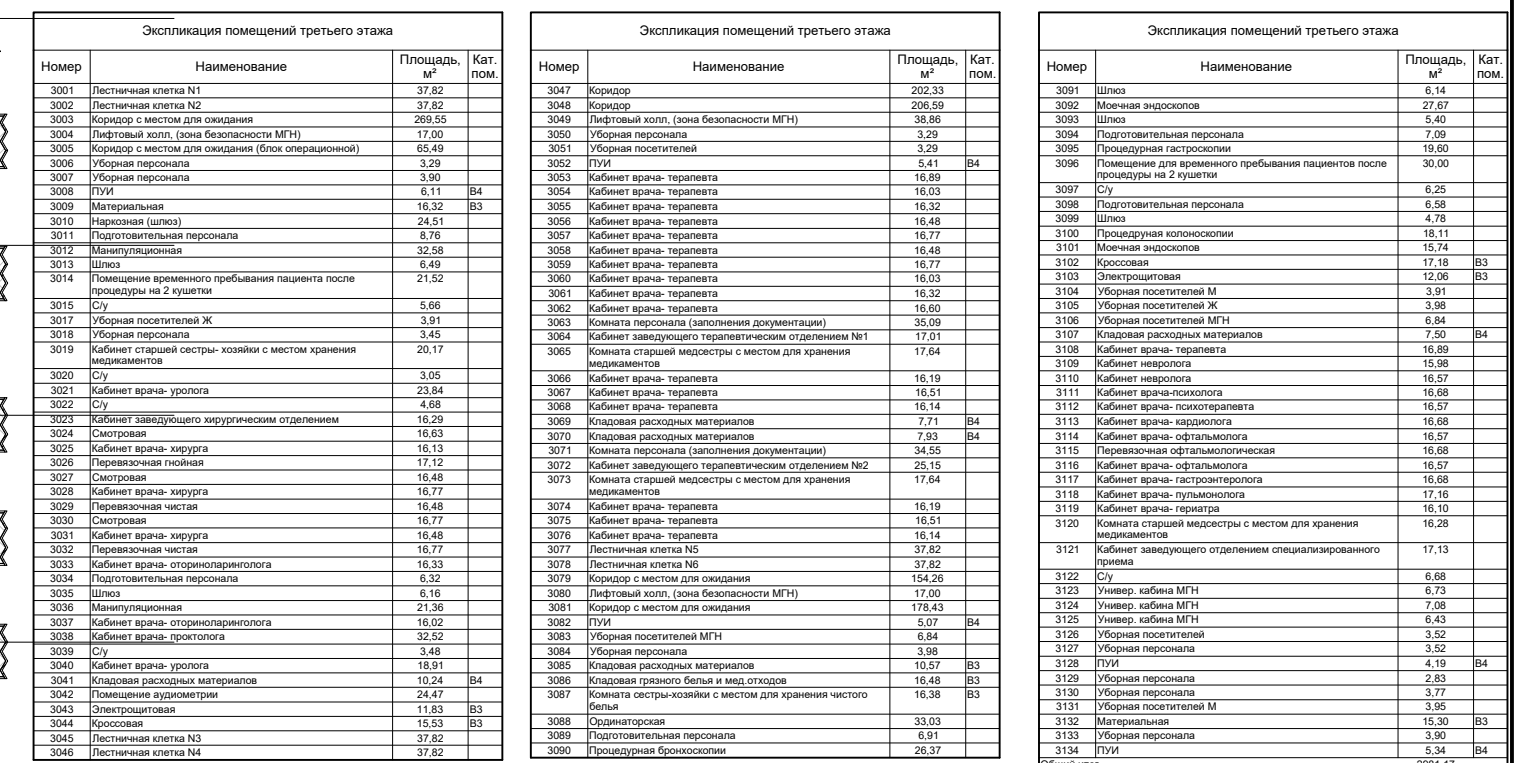 Экспликация помещений третьего этажа
Номер Наименование Площадь, м² Кат. пом.
3001 Лестничная клетка N1 37,82
3002 Лестничная клетка N2 37,82
3003 Коридор с местом для ожидания 269,55
3004 Лифтовый холл, (зона безопасности МГН) 17,00
3005 Коридор с местом для ожидания (блок операционной) 65,49
3006 Уборная персонала 3,29
3007 Уборная персонала 3,90
3008 ПУИ 6,11 В4
3009 Материальная 16,32 В3
3010 Наркозная (шлюз) 24,51
3011 Подготовительная персонала 8,76
3012 Манипуляционная 32,58
3013 Шлюз 6,49
3014 Помещение временного пребывания пациента после 21,52
процедуры на 2 кушетки
3015 С/у 5,66
3017 Уборная посетителей Ж 3,91
3018 Уборная персонала 3,45
3019 Кабинет старшей сестры- хозяйки с местом хранения 20,17
медикаментов
3020 С/у 3,05
3021 Кабинет врача- уролога 23,84
3022 С/у 4,68
3023 Кабинет заведующего хирургическим отделением 16,29
3024 Смотровая 16,63
3025 Кабинет врача- хирурга 16,13
3026 Перевязочная гнойная 17,12
3027 Смотровая 16,48
3028 Кабинет врача- хирурга 16,77
3029 Перевязочная чистая 16,48
3030 Смотровая 16,77
3031 Кабинет врача- хирурга 16,48
3032 Перевязочная чистая 16,77
3033 Кабинет врача- оториноларинголога 16,33
3034 Подготовительная персонала 6,32
3035 Шлюз 6,16
3036 Манипуляционная 21,36
3037 Кабинет врача- оториноларинголога 16,02
3038 Кабинет врача- проктолога 32,52
3039 С/у 3,48
3040 Кабинет врача- уролога 18,91
3041 Кладовая расходных материалов 10,24 В4
3042 Помещение аудиометрии 24,47
3043 Электрощитовая 11,83 В3
3044 Кроссовая 15,53 В3
3045 Лестничная клетка N3 37,82
3046 Лестничная клетка N4 37,82
Экспликация помещений третьего этажа
Номер Наименование Площадь, м² Кат. пом.
3047 Коридор 202,33
3048 Коридор 206,59
3049 Лифтовый холл, (зона безопасности МГН) 38,86
3050 Уборная персонала 3,29
3051 Уборная посетителей 3,29
3052 ПУИ 5,41 В4
3053 Кабинет врача- терапевта 16,89
3054 Кабинет врача- терапевта 16,03
3055 Кабинет врача- терапевта 16,32
3056 Кабинет врача- терапевта 16,48
3057 Кабинет врача- терапевта 16,77
3058 Кабинет врача- терапевта 16,48
3059 Кабинет врача- терапевта 16,77
3060 Кабинет врача- терапевта 16,03
3061 Кабинет врача- терапевта 16,32
3062 Кабинет врача- терапевта 16,60
3063 Комната персонала (заполнения документации) 35,09
3064 Кабинет заведующего терапевтическим отделением №1 17,01
3065 Комната старшей медсестры с местом для хранения 17,64
медикаментов
3066 Кабинет врача- терапевта 16,19
3067 Кабинет врача- терапевта 16,51
3068 Кабинет врача- терапевта 16,14
3069 Кладовая расходных материалов 7,71 В4
3070 Кладовая расходных материалов 7,93 В4
3071 Комната персонала (заполнения документации) 34,55
3072 Кабинет заведующего терапевтическим отделением №2 25,15
3073 Комната старшей медсестры с местом для хранения 17,64
медикаментов
3074 Кабинет врача- терапевта 16,19
3075 Кабинет врача- терапевта 16,51
3076 Кабинет врача- терапевта 16,14
3077 Лестничная клетка N5 37,82
3078 Лестничная клетка N6 37,82
3079 Коридор с местом для ожидания 154,26
3080 Лифтовый холл, (зона безопасности МГН) 17,00
3081 Коридор с местом для ожидания 178,43
3082 ПУИ 5,07 В4
3083 Уборная посетителей МГН 6,84
3084 Уборная персонала 3,98
3085 Кладовая расходных материалов 10,57 В3
3086 Кладовая грязного белья и мед.отходов 16,48 В3
3087 Комната сестры-хозяйки с местом для хранения чистого 16,38 В3
белья
3088 Ординаторская 33,03
3089 Подготовительная персонала 6,91
3090 Процедурная бронхоскопии 26,37
Экспликация помещений третьего этажа
Номер Наименование Площадь, м² Кат. пом.
3091 Шлюз 6,14
3092 Моечная эндоскопов 27,67
3093 Шлюз 5,40
3094 Подготовительная персонала 7,09
3095 Процедурная гастроскопии 19,60
3096 Помещение для временного пребывания пациентов после 30,00
процедуры на 2 кушетки
3097 С/у 6,25
3098 Подготовительная персонала 6,58
3099 Шлюз 4,78
3100 Процедруная колоноскопии 18,11
3101 Моечная эндоскопов 15,74
3102 Кроссовая 17,18 В3
3103 Электрощитовая 12,06 В3
3104 Уборная посетителей М 3,91
3105 Уборная посетителей Ж 3,98
3106 Уборная посетителей МГН 6,84
3107 Кладовая расходных материалов 7,50 В4
3108 Кабинет врача- терапевта 16,89
3109 Кабинет невролога 15,98
3110 Кабинет невролога 16,57
3111 Кабинет врача-психолога 16,68
3112 Кабинет врача- психотерапевта 16,57
3113 Кабинет врача- кардиолога 16,68
3114 Кабинет врача- офтальмолога 16,57
3115 Перевязочная офтальмологическая 16,68
3116 Кабинет врача- офтальмолога 16,57
3117 Кабинет врача- гастроэнтеролога 16,68
3118 Кабинет врача- пульмонолога 17,16
3119 Кабинет врача- гериатра 16,10
3120 Комната старшей медсестры с местом для хранения 16,28
медикаментов
3121 Кабинет заведующего отделением специализированного 17,13
приема
3122 С/у 6,68
3123 Универ. кабина МГН 6,73
3124 Универ. кабина МГН 7,08
3125 Универ. кабина МГН 6,43
3126 Уборная посетителей 3,52
3127 Уборная персонала 3,52
3128 ПУИ 4,19 В4
3129 Уборная персонала 2,83
3130 Уборная персонала 3,77
3131 Уборная посетителей М 3,95
3132 Материальная 15,30 В3
3133 Уборная персонала 3,90
3134 ПУИ 5,34 В4